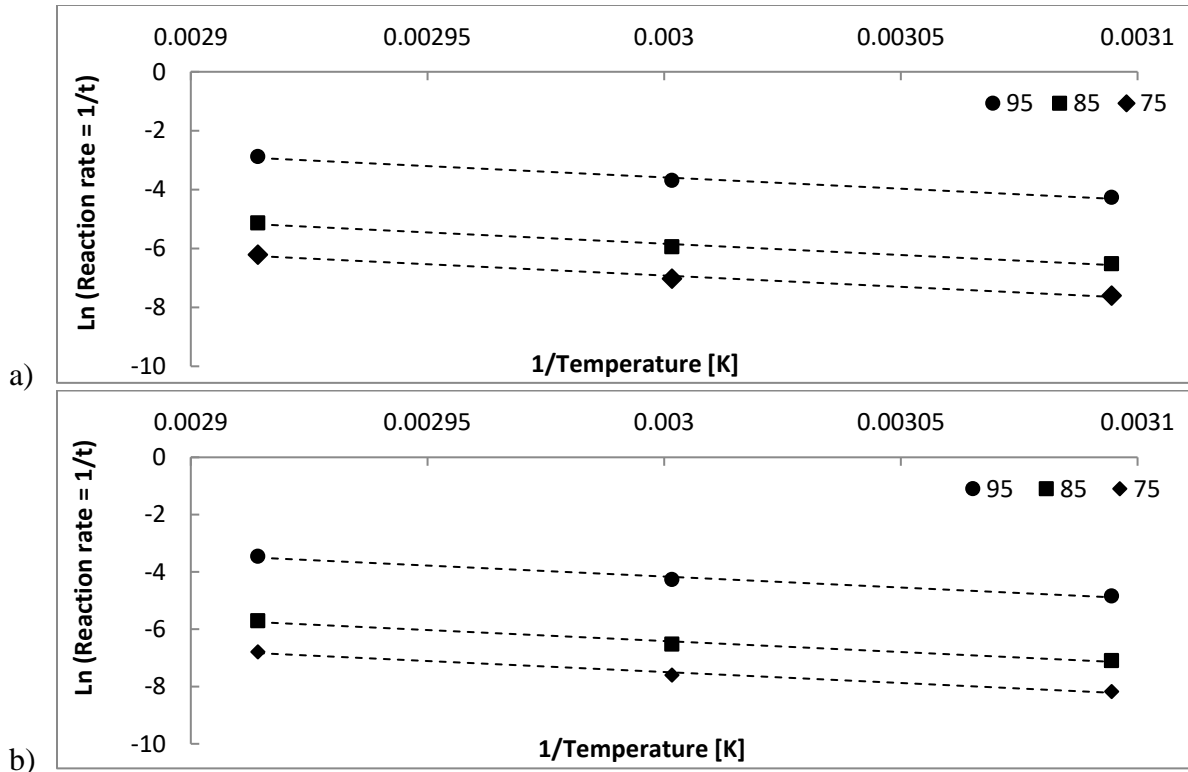 0.0029 0.00295 0.003 0.00305 0.0031
0
95 85 75
-2
-4
-6
-8
-10
Ln (Reaction rate = 1/t)
1/Temperature [K]
a)
0.0029 0.00295 0.003 0.00305 0.0031
0
95 85 75
-2
-4
-6
-8
-10
Ln (Reaction rate = 1/t)
1/Temperature [K]
b)